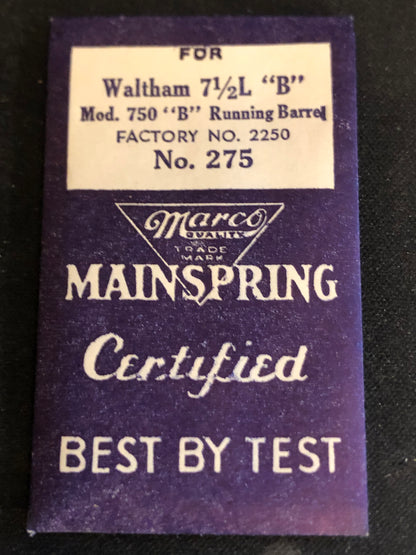 FOR
Waltham 7½L “B”
Mod. 750 “B” Running Barrel
FACTORY NO. 2250
No. 275
Marco
QUALITY
TRADE
MARK
MAINSPRING
Certified
BEST BY TEST